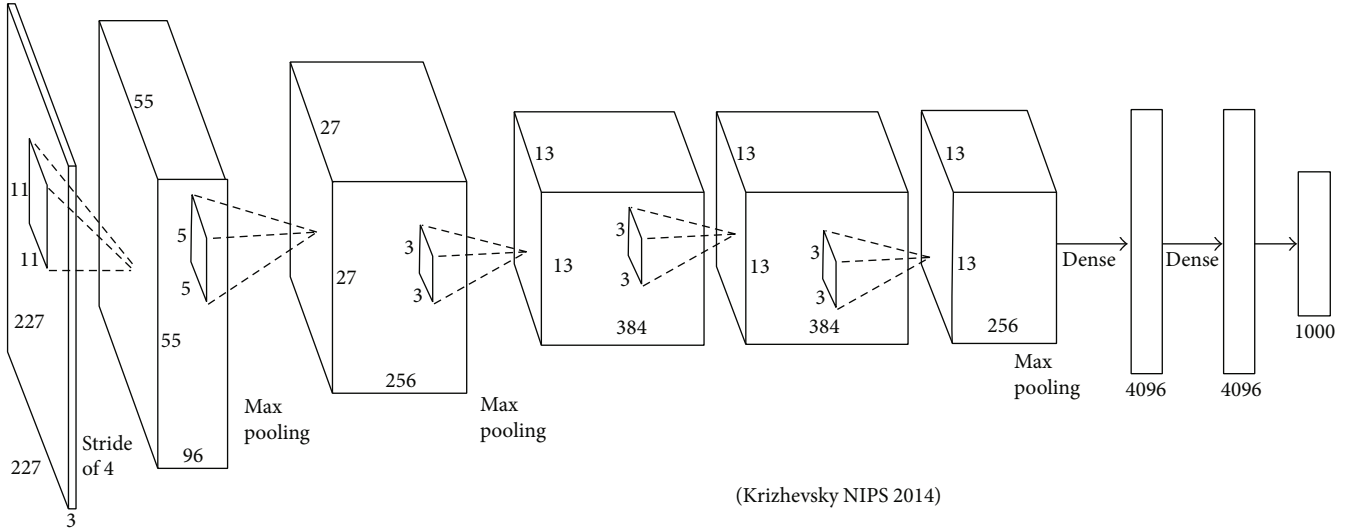 11
11
227
227
3
Stride
of 4
55
5
5
55
96
Max
pooling
27
3
3
27
256
Max
pooling
13
3
3
13
384
13
3
3
13
384
13
13
256
Max
pooling
Dense
4096
Dense
4096
1000
(Krizhevsky NIPS 2014)